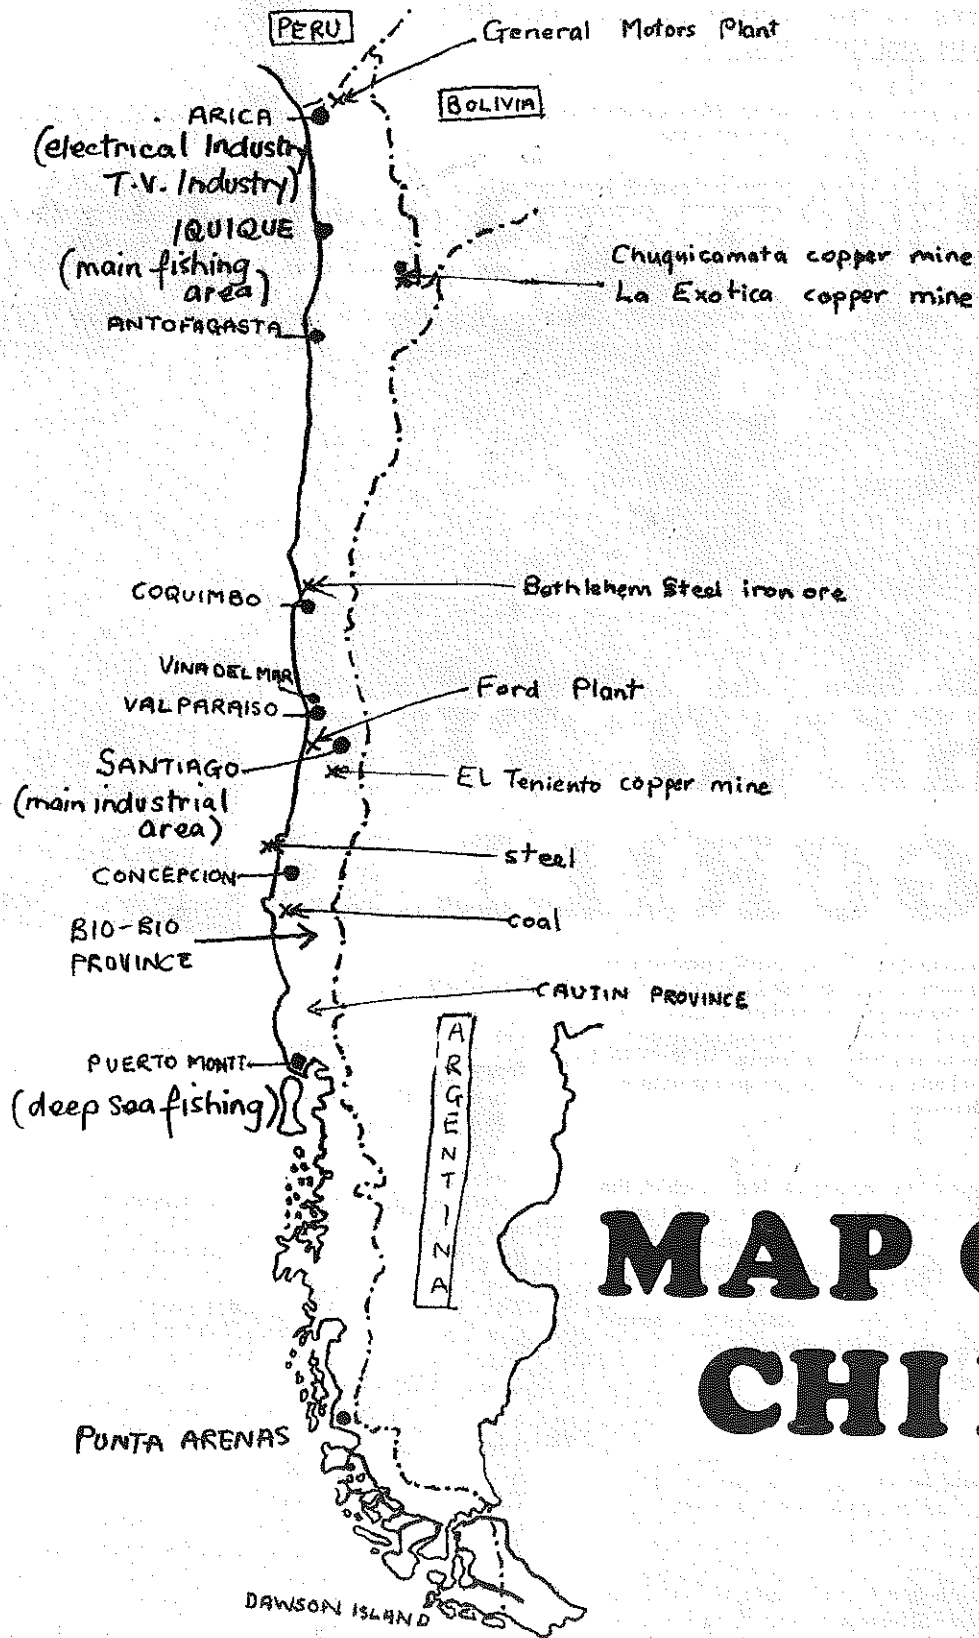 PERU
General Motors Plant
BOLIVIA
ARICA
(electrical Industry
T.V. Industry)
IQUIQUE
(main fishing
area)
Chuquicamata copper mine
La Exotica copper mine
ANTOFAGASTA
COQUIMBO
Bethlehem Steel iron ore
VINA DEL MAR
VALPARAISO
Ford Plant
SANTIAGO
(main industrial
area)
EL Teniento copper mine
steel
CONCEPCION
coal
BIO-BIO
PROVINCE
CAUTIN PROVINCE
ARGENTINA
PUERTO MONTT
(deep sea fishing)
MAP
CHI
PUNTA ARENAS
DAWSON ISLAND